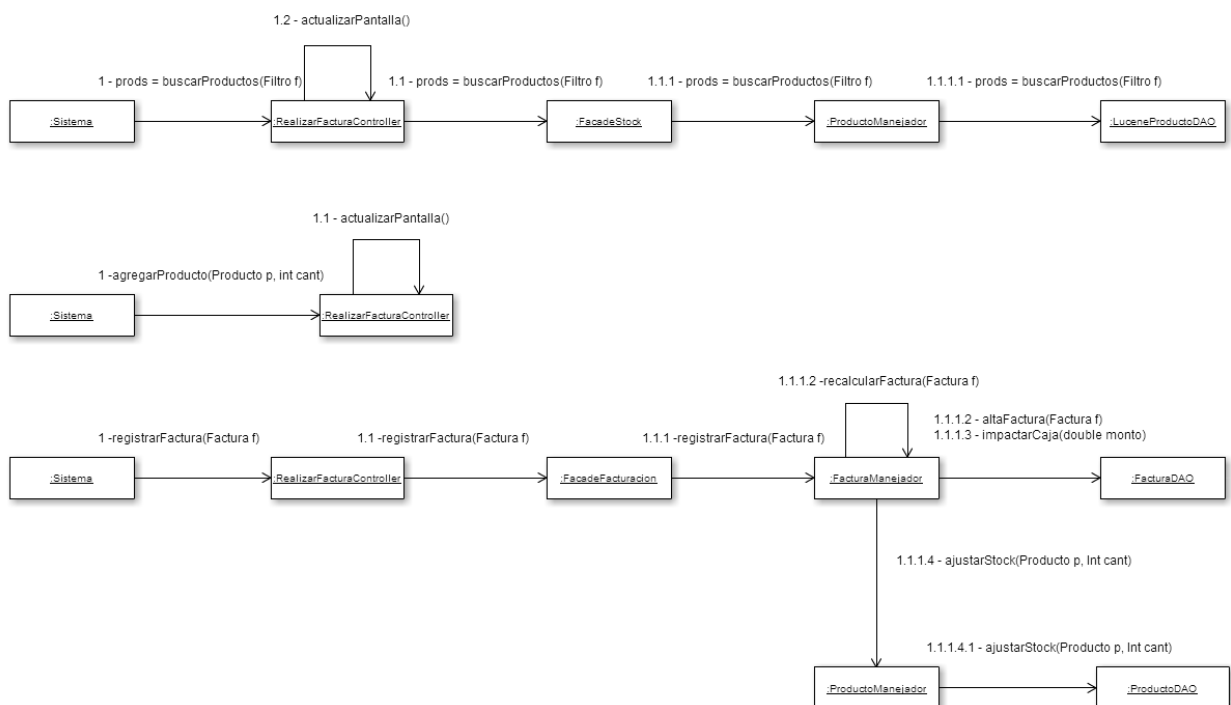 1.2 - actualizarPantalla()
1 - prods = buscarProductos(Filtro f)
1.1 - prods = buscarProductos(Filtro f)
1.1.1 - prods = buscarProductos(Filtro f)
1.1.1.1 - prods = buscarProductos(Filtro f)
:Sistema
:RealizarFacturaController
:FacadeStock
:ProductoManejador
:LuceneProductoDAO
1.1 - actualizarPantalla()
1 -agregarProducto(Producto p, int cant)
:Sistema
:RealizarFacturaController
1.1.1.2 -recalcularFactura(Factura f)
1 -registrarFactura(Factura f)
1.1 -registrarFactura(Factura f)
1.1.1 -registrarFactura(Factura f)
1.1.1.2 - altaFactura(Factura f)
1.1.1.3 - impactarCaja(double monto)
:Sistema
:RealizarFacturaController
:FacadeFacturacion
:FacturaManejador
:FacturaDAO
1.1.1.4 - ajustarStock(Producto p, Int cant)
1.1.1.4.1 - ajustarStock(Producto p, Int cant)
:ProductoManejador
:ProductoDAO